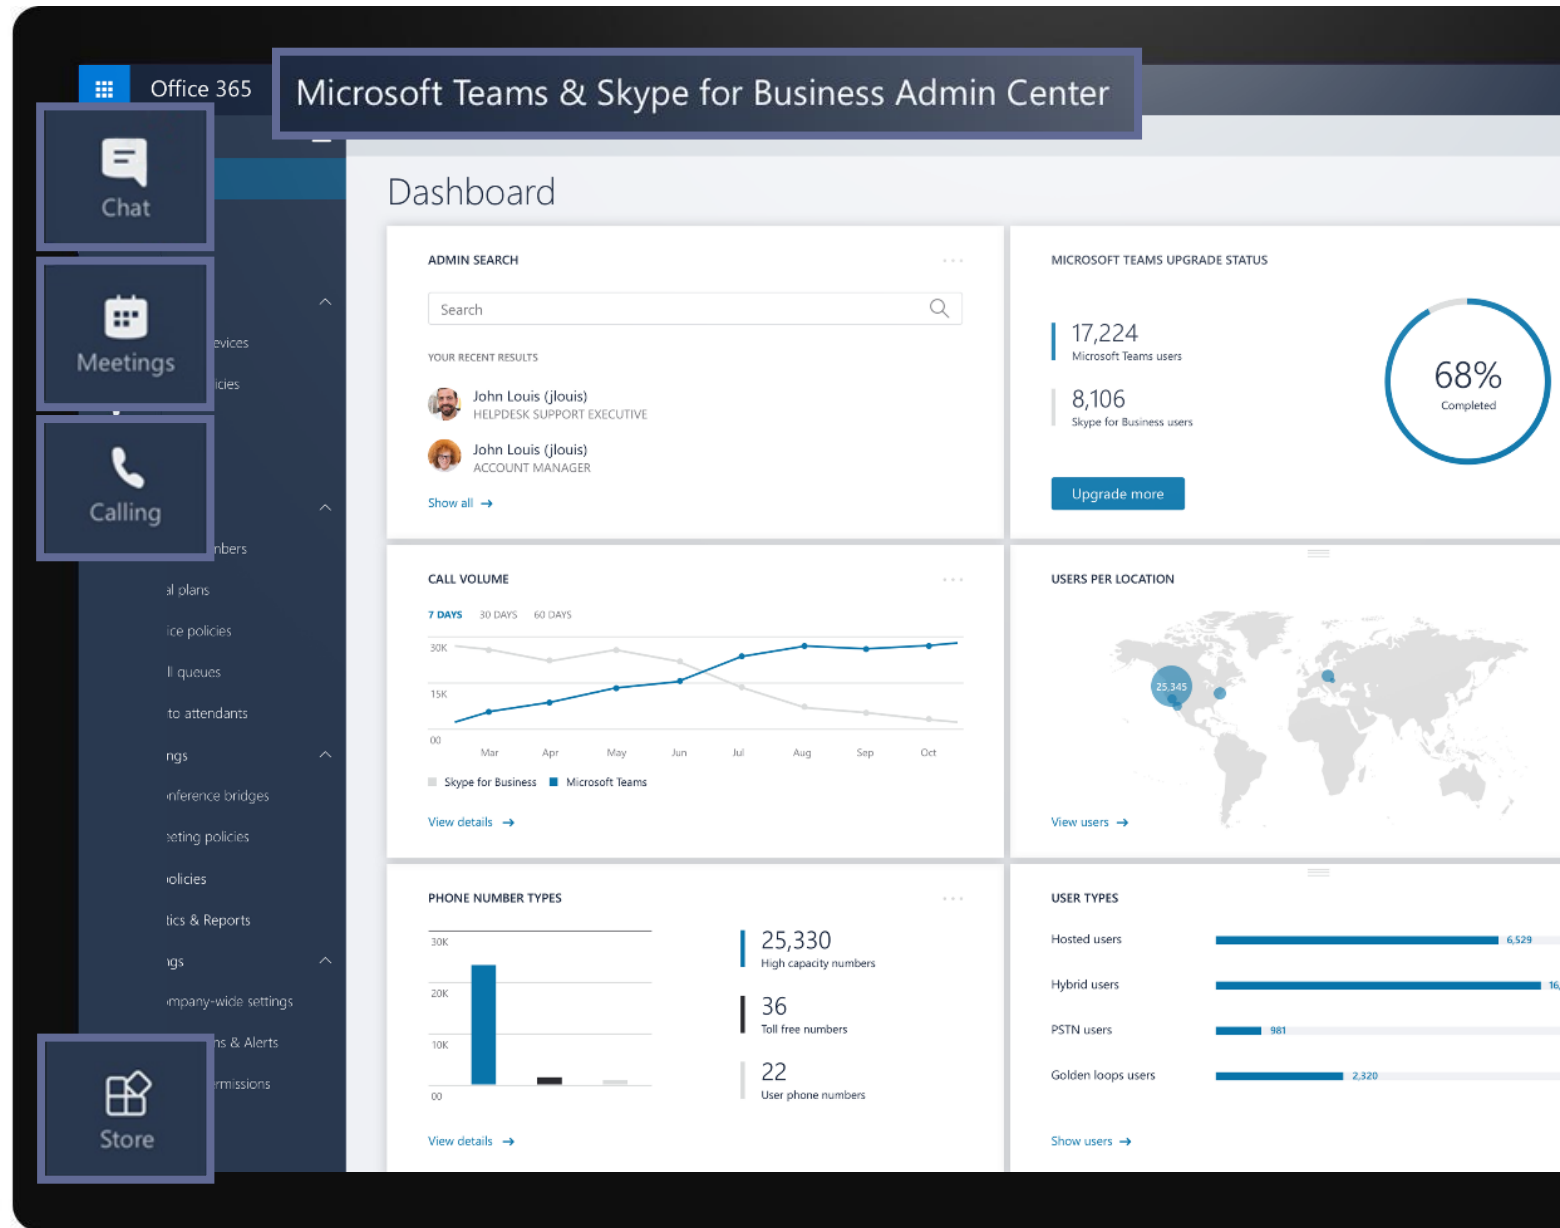 Office 365
Microsoft Teams & Skype for Business Admin Center
Chat
Meetings
Calling
Store
evices
icies
nbers
al plans
ice policies
ll queues
to attendants
ngs
nference bridges
eeting policies
olicies
tics & Reports
ngs
mpany-wide settings
ns & Alerts
rmissions
Dashboard
ADMIN SEARCH
Search
YOUR RECENT RESULTS
John Louis (jlouis)
HELPDESK SUPPORT EXECUTIVE
John Louis (jlouis)
ACCOUNT MANAGER
Show all →
MICROSOFT TEAMS UPGRADE STATUS
17,224
Microsoft Teams users
8,106
Skype for Business users
68%
Completed
Upgrade more
CALL VOLUME
7 DAYS 30 DAYS 60 DAYS
30K
15K
00
Mar Apr May Jun Jul Aug Sep Oct
Skype for Business Microsoft Teams
View details →
USERS PER LOCATION
25,345
View users →
PHONE NUMBER TYPES
30K
20K
10K
00
25,330
High capacity numbers
36
Toll free numbers
22
User phone numbers
View details →
USER TYPES
Hosted users 6,529
Hybrid users 16,
PSTN users 981
Golden loops users 2,320
Show users →